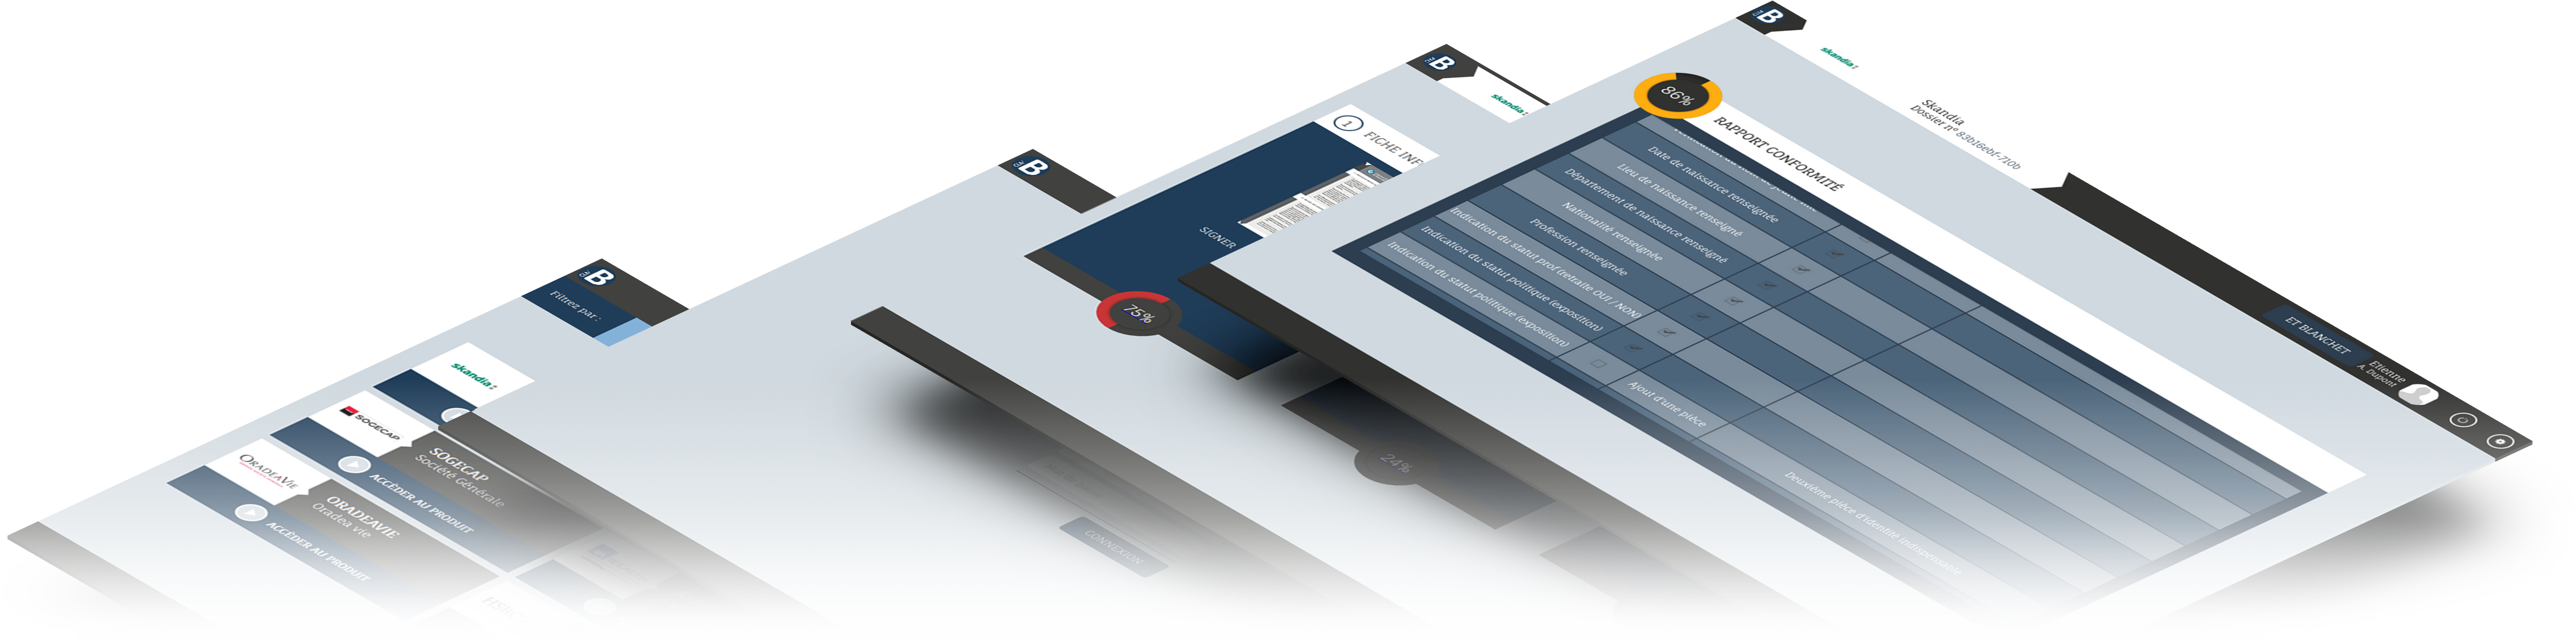 B
Filtrez par :
skandia:
SOGECAP
SOGECAP
Société Générale
ACCÉDER AU PRODUIT
ORADEAVIE
ORADEAVIE
Oradea vie
ACCÉDER AU PRODUIT
B
CONNEXION
B
skandia:
1
FICHE INF
SIGNER
75%
24%
B
skandia:
Skandia
Dossier n° 83b16ebf-710b
86%
RAPPORT CONFORMITÉ
Date de naissance renseignée
Lieu de naissance renseigné
Département de naissance renseigné
Nationalité renseignée
Profession renseignée
Indication du statut prof (retraite OUI / NON)
Indication du statut politique (exposition)
Indication du statut politique (exposition)
Ajout d'une pièce
Deuxième pièce d'identité indispensable
ET BLANCHET
Etienne
A. Dupont